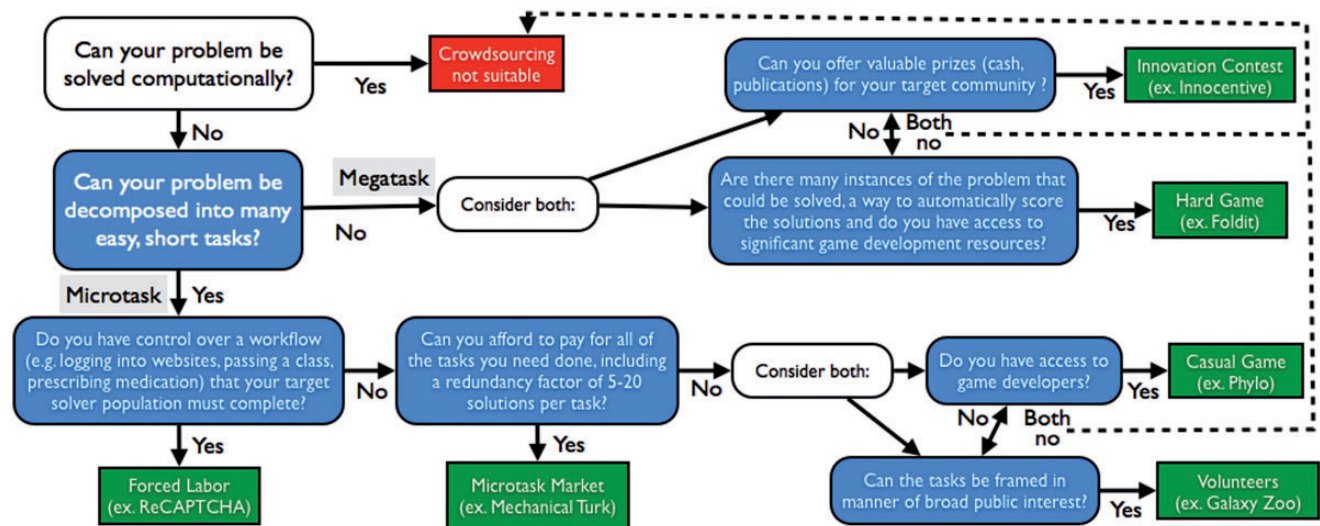 Can your problem be
solved computationally?
Yes
Crowdsourcing
not suitable
Can you offer valuable prizes (cash,
publications) for your target community ?
Yes
Innovation Contest
(ex. Innocentive)
No
No
Both
no
Can your problem be
decomposed into many
easy, short tasks?
Megatask
No
Consider both:
Are there many instances of the problem that
could be solved, a way to automatically score
the solutions and do you have access to
significant game development resources?
Yes
Hard Game
(ex. Foldit)
Microtask
Yes
Do you have control over a workflow
(e.g. logging into websites, passing a class,
prescribing medication) that your target
solver population must complete?
No
Can you afford to pay for all of
the tasks you need done, including
a redundancy factor of 5-20
solutions per task?
No
Consider both:
Do you have access to
game developers?
Yes
Casual Game
(ex. Phylo)
No
Both
no
Yes
Forced Labor
(ex. ReCAPTCHA)
Yes
Microtask Market
(ex. Mechanical Turk)
Can the tasks be framed in
manner of broad public interest?
Yes
Volunteers
(ex. Galaxy Zoo)